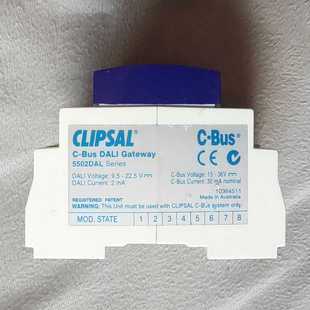 CLIPSAL®
C-Bus DALI Gateway
5502DAL Series
DALI Voltage: 9.5 - 22.5 V
DALI Current: 2 mA
C-Bus®
CE
C-Bus Voltage: 15 - 36V
C-Bus Current: 30 mA nominal
10364511
Made in Australia
REGISTERED PATENT
WARNING: This Unit must be used with CLIPSAL C-Bus system only.
MOD. STATE 1 2 3 4 5 6 7 8